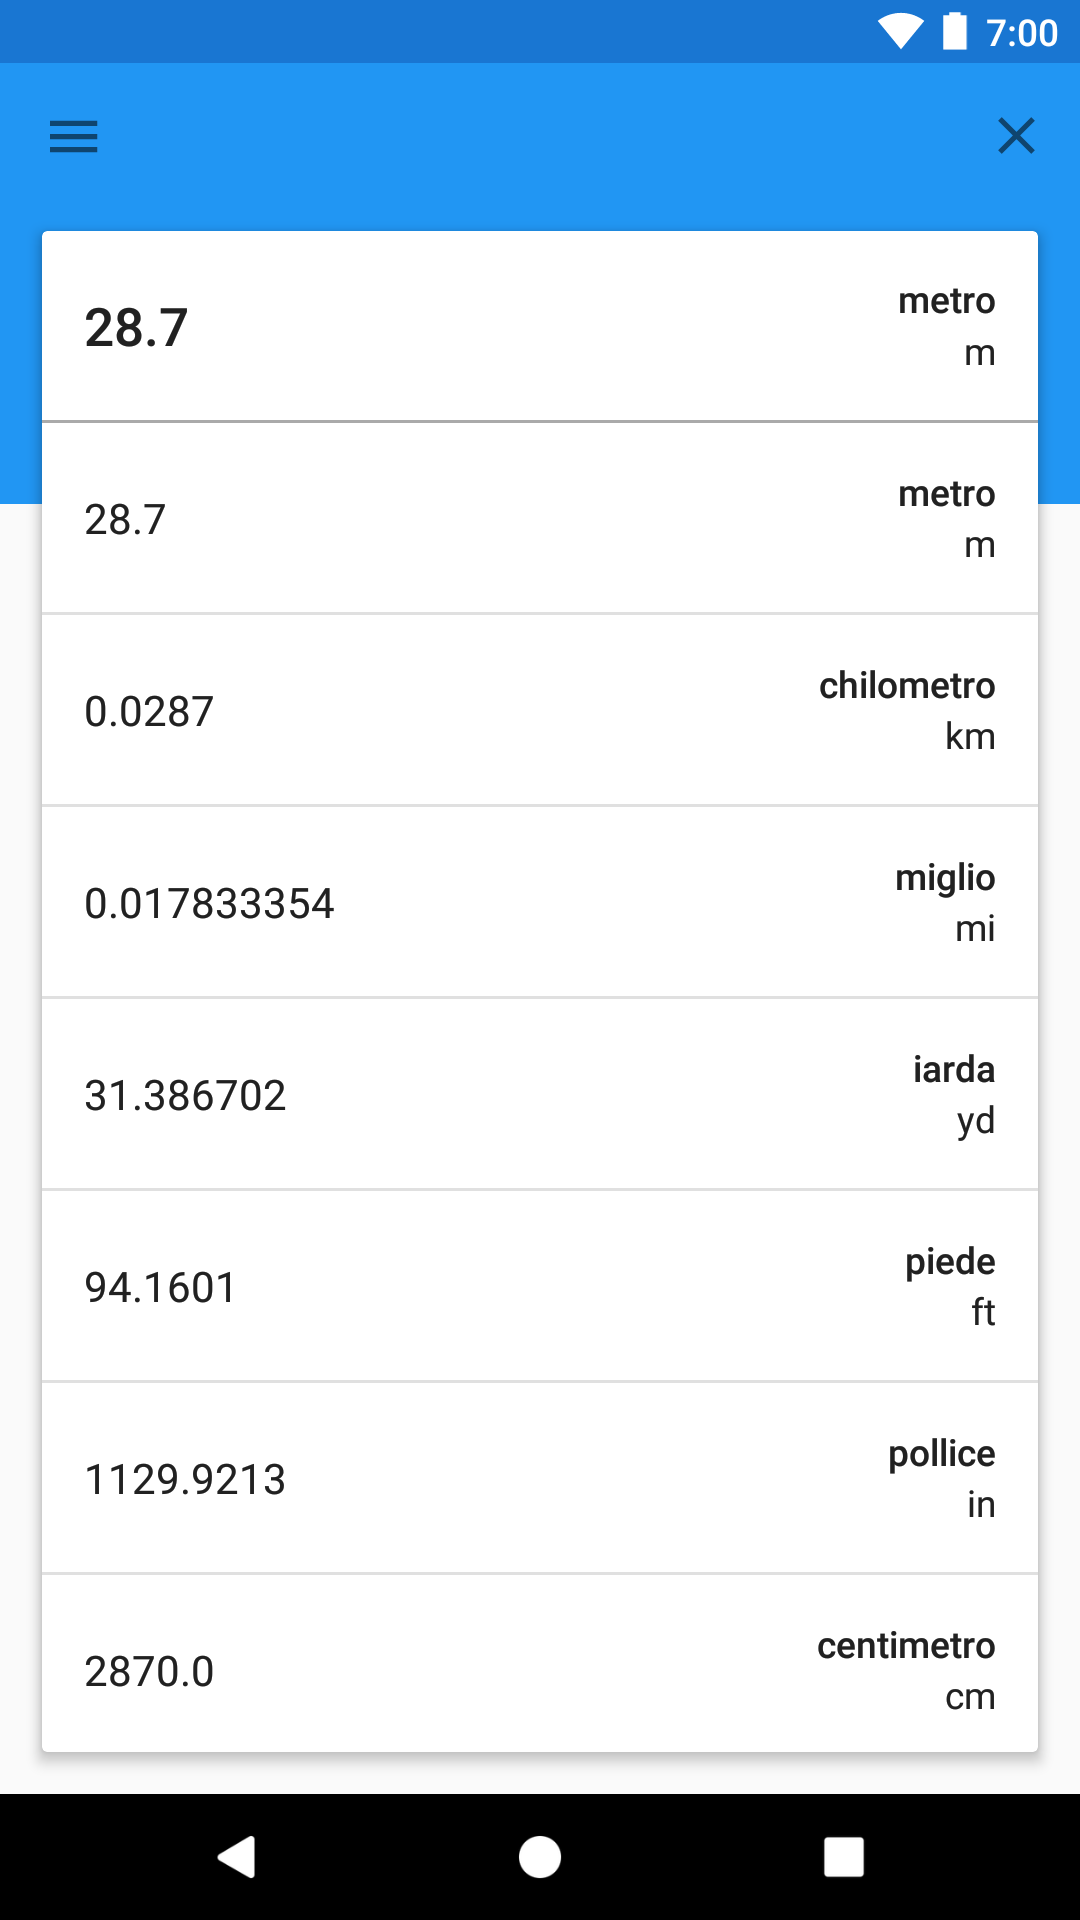 7:00
28.7
metro
m
28.7
metro
m
0.0287
chilometro
km
0.017833354
miglio
mi
31.386702
iarda
yd
94.1601
piede
ft
1129.9213
pollice
in
2870.0
centimetro
cm